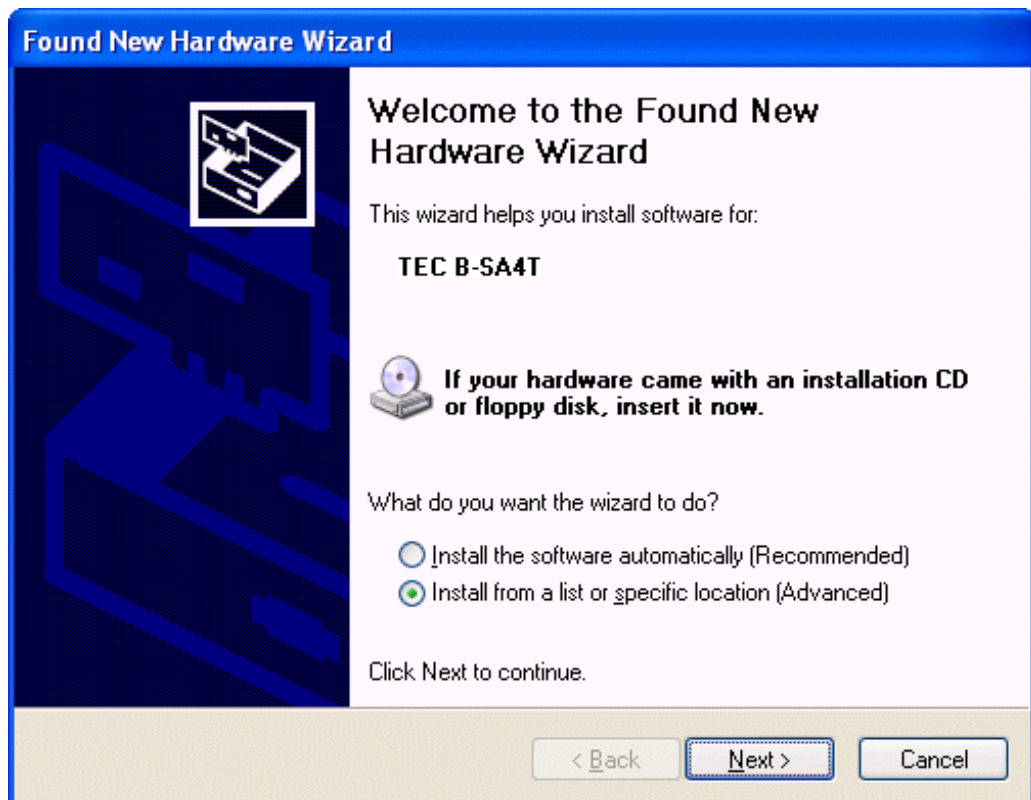 Found New Hardware Wizard
Welcome to the Found New
Hardware Wizard
This wizard helps you install software for:
TEC B-SA4T
If your hardware came with an installation CD
or floppy disk, insert it now.
What do you want the wizard to do?
Install the software automatically (Recommended)
Install from a list or specific location (Advanced)
Click Next to continue.
< Back
Next >
Cancel